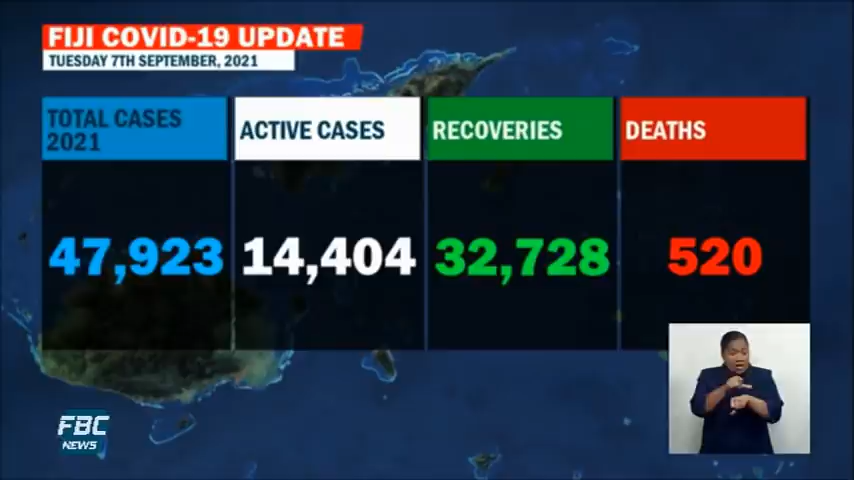 FIJI COVID-19 UPDATE
TUESDAY 7TH SEPTEMBER, 2021
TOTAL CASES
2021
ACTIVE CASES
RECOVERIES
DEATHS
47,923
14,404
32,728
520
FBC
NEWS